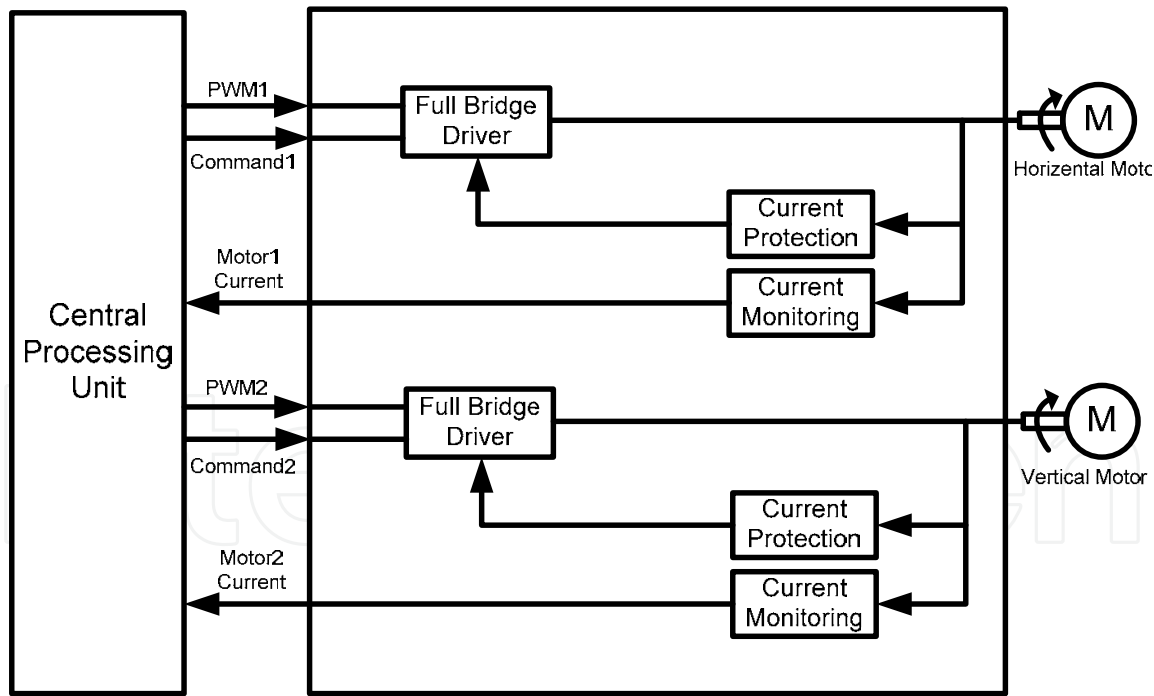 PWM1
Full Bridge
Driver
M
Command1
Horizental Moto
Current
Protection
Motor1
Current
Current
Monitoring
Central
Processing
Unit
PWM2
Full Bridge
Driver
M
Command2
Vertical Motor
Current
Protection
Motor2
Current
Current
Monitoring